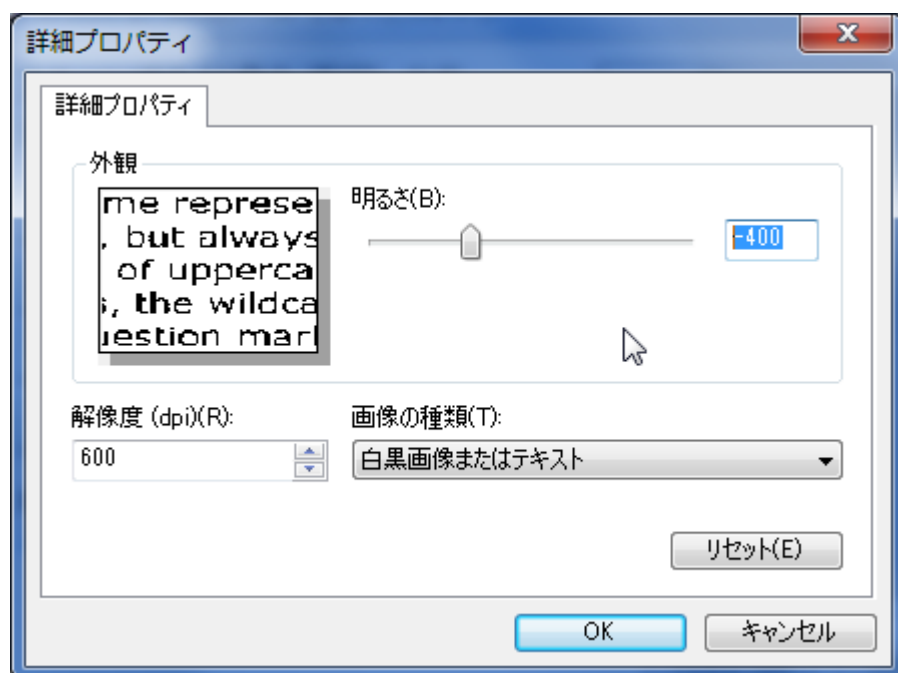 詳細プロパティ
詳細プロパティ
外観
me represe
, but always
of upperca
s, the wildca
uestion mar
明るさ(B):
-400
解像度 (dpi)(R):
600
画像の種類(T):
白黒画像またはテキスト
リセット(E)
OK
キャンセル